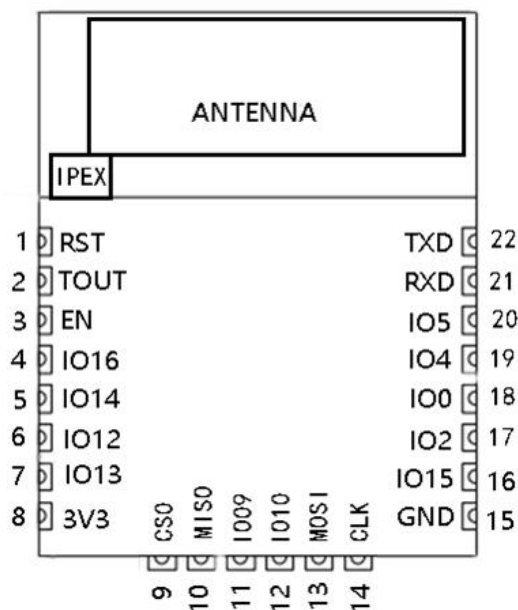 ANTENNA
IPEX
1 RST TXD 22
2 TOUT RXD 21
3 EN IO5 20
4 IO16 IO4 19
5 IO14 IO0 18
6 IO12 IO2 17
7 IO13 IO15 16
8 3V3 GND 15
CSO MISO IO09 IO10 MOSI CLK
9 10 11 12 13 14